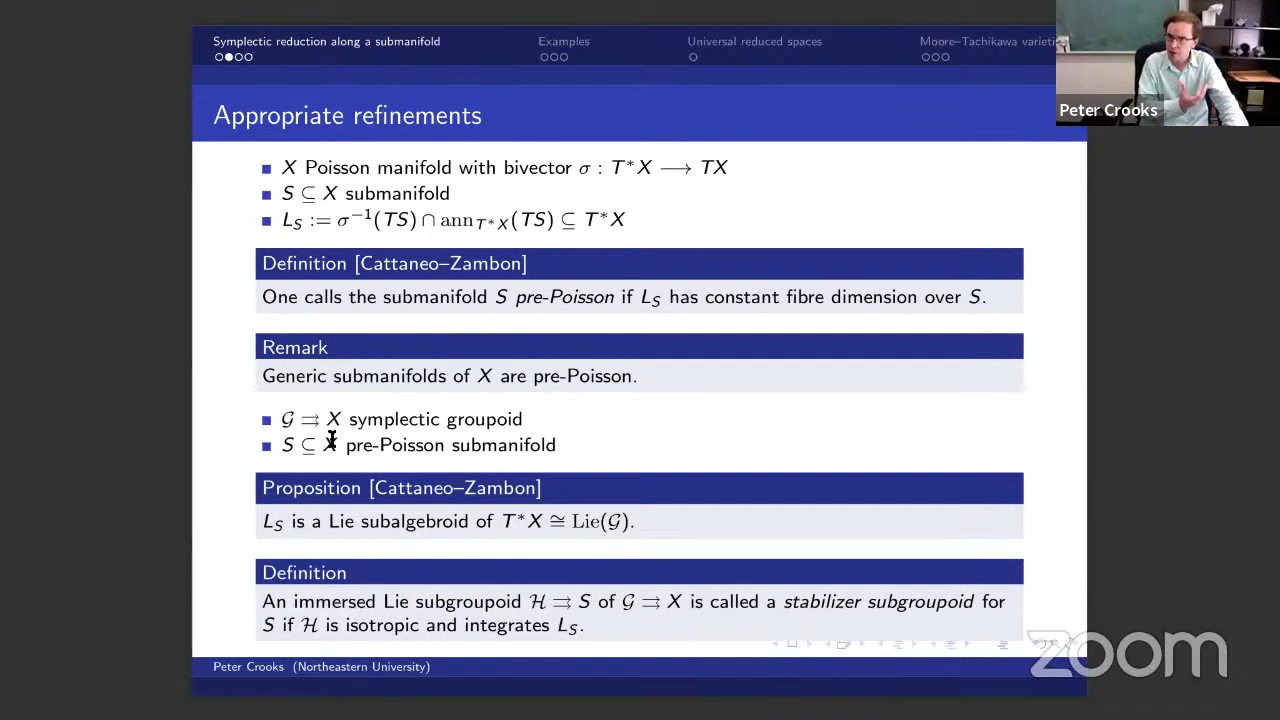 Symplectic reduction along a submanifold Examples Universal reduced spaces Moore–Tachikawa varieti
Peter Crooks
Appropriate refinements
X Poisson manifold with bivector σ : T*X ⟶ TX
S ⊆ X submanifold
L_S := σ⁻¹(TS) ∩ ann_{T*X}(TS) ⊆ T*X
Definition [Cattaneo–Zambon]
One calls the submanifold S pre-Poisson if L_S has constant fibre dimension over S.
Remark
Generic submanifolds of X are pre-Poisson.
𝒢 ⇉ X symplectic groupoid
S ⊆ X pre-Poisson submanifold
Proposition [Cattaneo–Zambon]
L_S is a Lie subalgebroid of T*X ≅ Lie(𝒢).
Definition
An immersed Lie subgroupoid ℋ ⇉ S of 𝒢 ⇉ X is called a stabilizer subgroupoid for
S if ℋ is isotropic and integrates L_S.
Peter Crooks (Northeastern University)
zoom